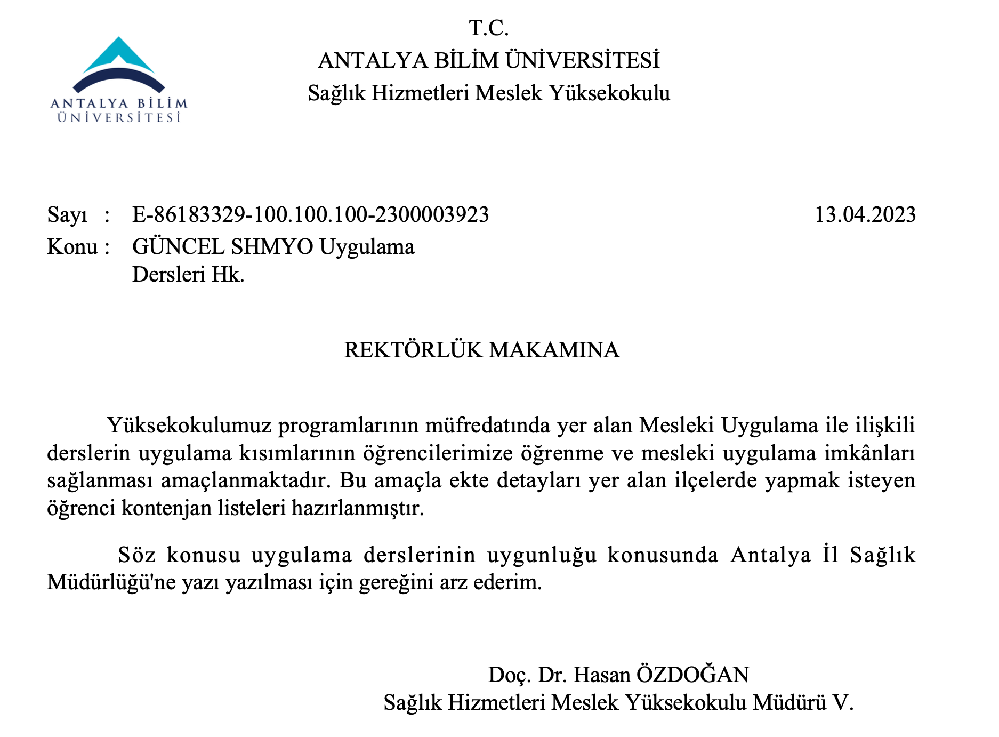 T.C.
ANTALYA BİLİM ÜNİVERSİTESİ
Sağlık Hizmetleri Meslek Yüksekokulu
ANTALYA BİLİM
ÜNİVERSİTESİ
Sayı : E-86183329-100.100.100-2300003923 13.04.2023
Konu : GÜNCEL SHMYO Uygulama
Dersleri Hk.
REKTÖRLÜK MAKAMINA
Yüksekokulumuz programlarının müfredatında yer alan Mesleki Uygulama ile ilişkili
derslerin uygulama kısımlarının öğrencilerimize öğrenme ve mesleki uygulama imkânları
sağlanması amaçlanmaktadır. Bu amaçla ekte detayları yer alan ilçelerde yapmak isteyen
öğrenci kontenjan listeleri hazırlanmıştır.
Söz konusu uygulama derslerinin uygunluğu konusunda Antalya İl Sağlık
Müdürlüğü'ne yazı yazılması için gereğini arz ederim.
Doç. Dr. Hasan ÖZDOĞAN
Sağlık Hizmetleri Meslek Yüksekokulu Müdürü V.